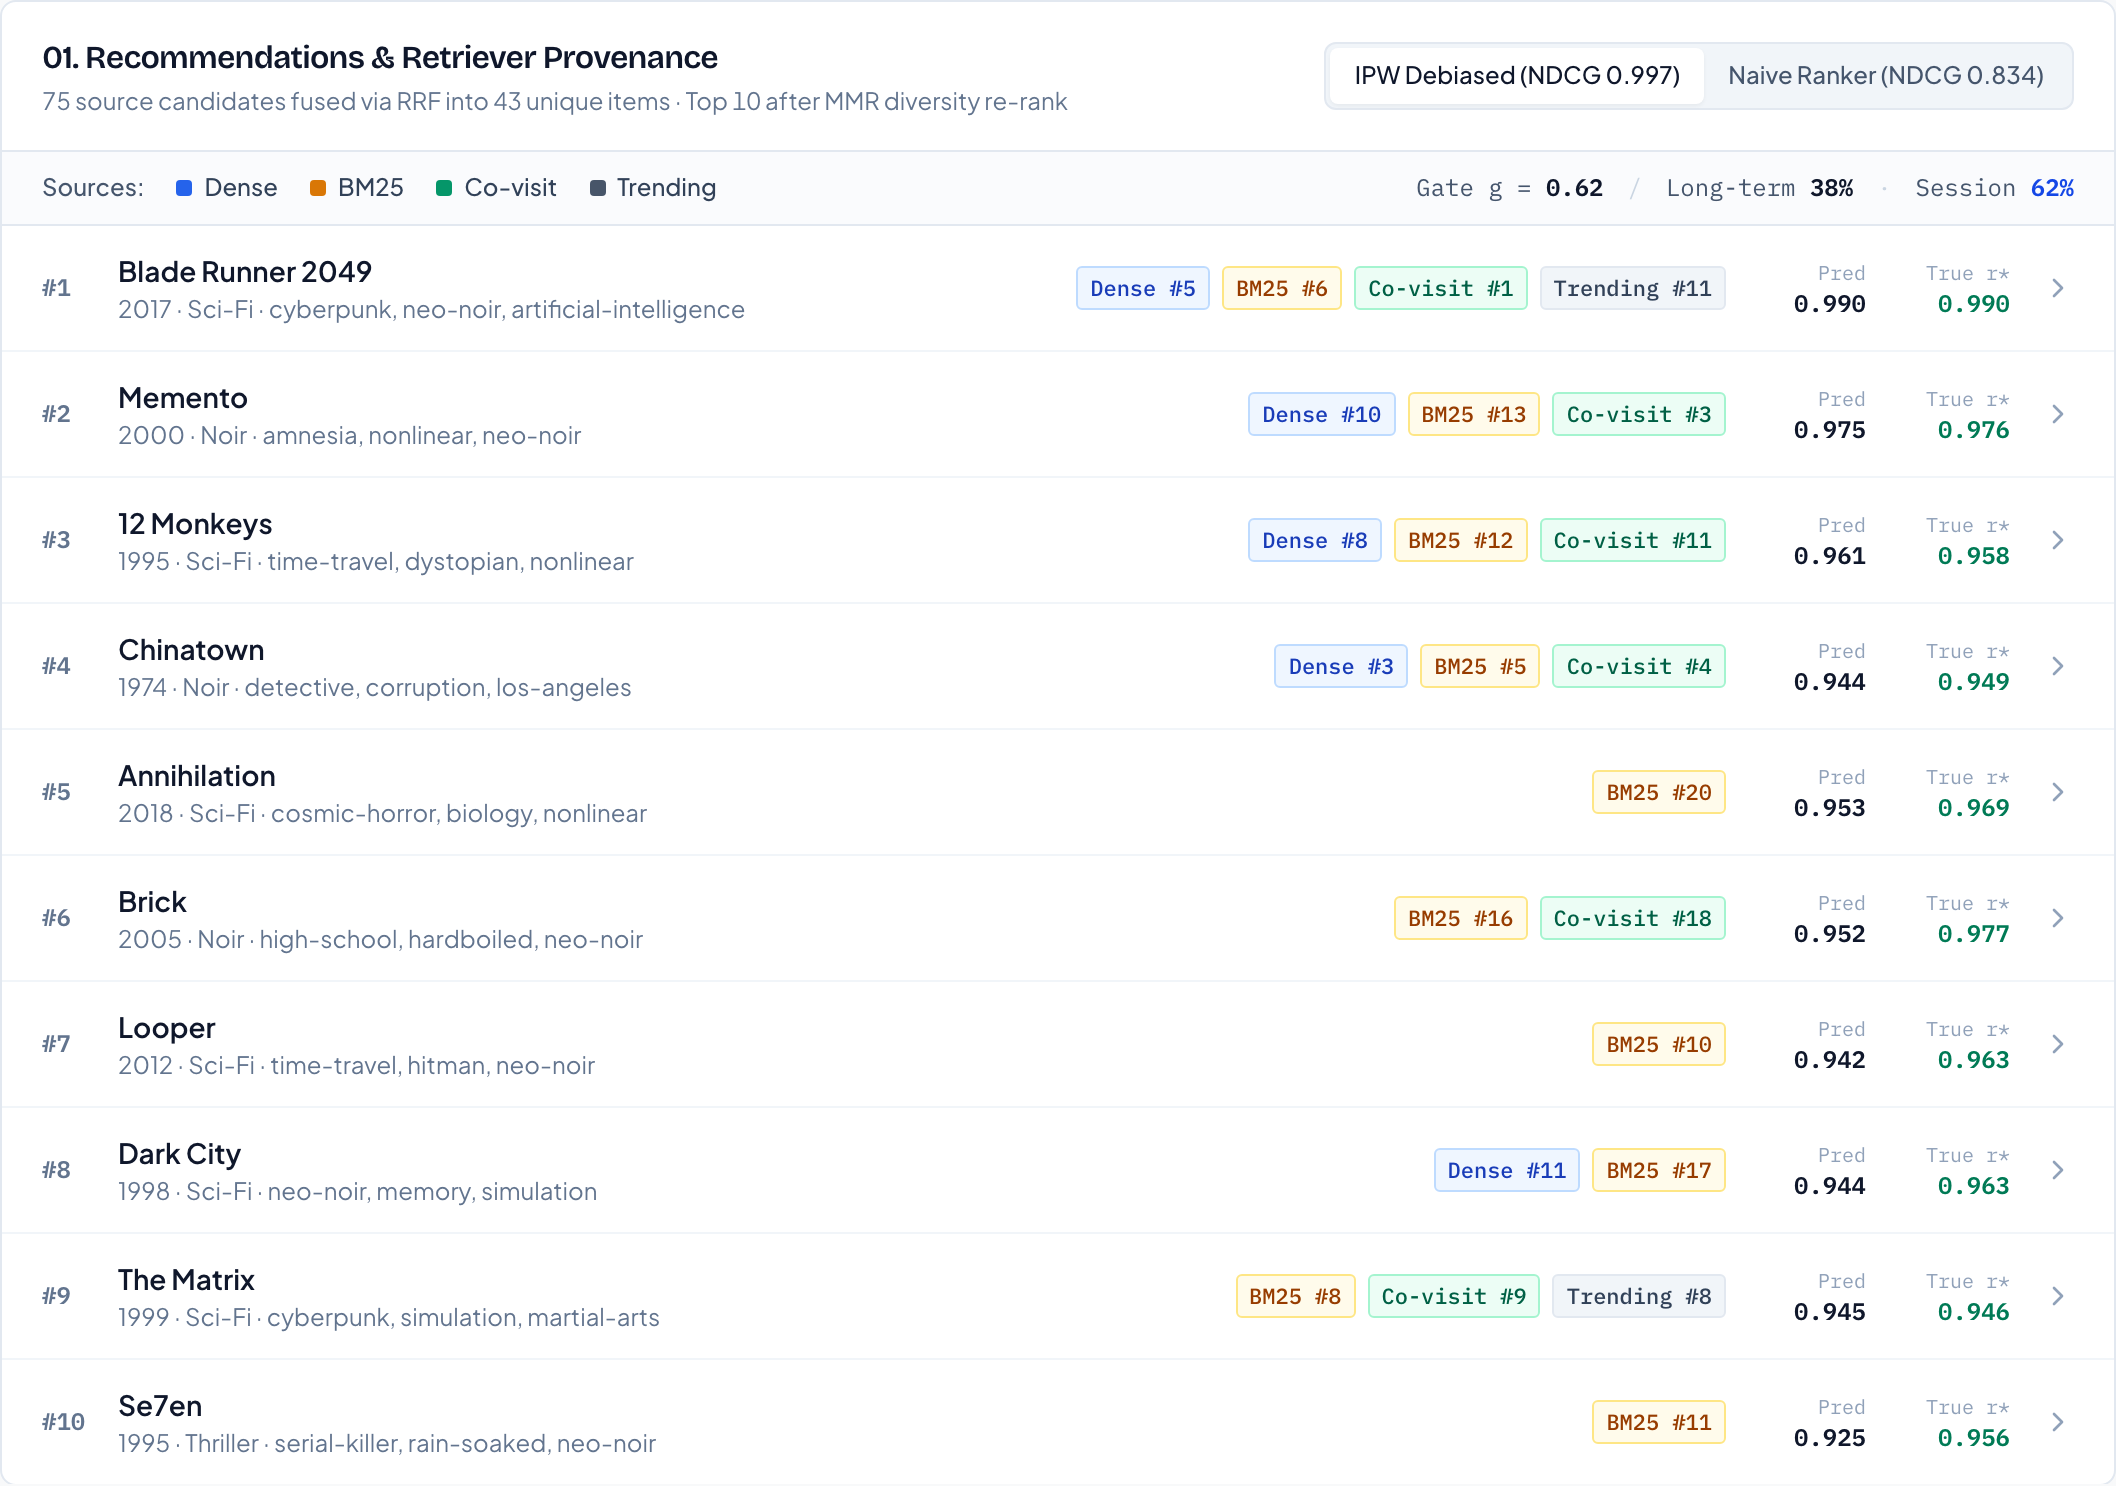 01. Recommendations & Retriever Provenance
75 source candidates fused via RRF into 43 unique items · Top 10 after MMR diversity re-rank
IPW Debiased (NDCG 0.997) Naive Ranker (NDCG 0.834)
Sources: Dense BM25 Co-visit Trending Gate g = 0.62 / Long-term 38% · Session 62%
#1 Blade Runner 2049
2017 · Sci-Fi · cyberpunk, neo-noir, artificial-intelligence
Dense #5 BM25 #6 Co-visit #1 Trending #11
Pred True r*
0.990 0.990
#2 Memento
2000 · Noir · amnesia, nonlinear, neo-noir
Dense #10 BM25 #13 Co-visit #3
Pred True r*
0.975 0.976
#3 12 Monkeys
1995 · Sci-Fi · time-travel, dystopian, nonlinear
Dense #8 BM25 #12 Co-visit #11
Pred True r*
0.961 0.958
#4 Chinatown
1974 · Noir · detective, corruption, los-angeles
Dense #3 BM25 #5 Co-visit #4
Pred True r*
0.944 0.949
#5 Annihilation
2018 · Sci-Fi · cosmic-horror, biology, nonlinear
BM25 #20
Pred True r*
0.953 0.969
#6 Brick
2005 · Noir · high-school, hardboiled, neo-noir
BM25 #16 Co-visit #18
Pred True r*
0.952 0.977
#7 Looper
2012 · Sci-Fi · time-travel, hitman, neo-noir
BM25 #10
Pred True r*
0.942 0.963
#8 Dark City
1998 · Sci-Fi · neo-noir, memory, simulation
Dense #11 BM25 #17
Pred True r*
0.944 0.963
#9 The Matrix
1999 · Sci-Fi · cyberpunk, simulation, martial-arts
BM25 #8 Co-visit #9 Trending #8
Pred True r*
0.945 0.946
#10 Se7en
1995 · Thriller · serial-killer, rain-soaked, neo-noir
BM25 #11
Pred True r*
0.925 0.956